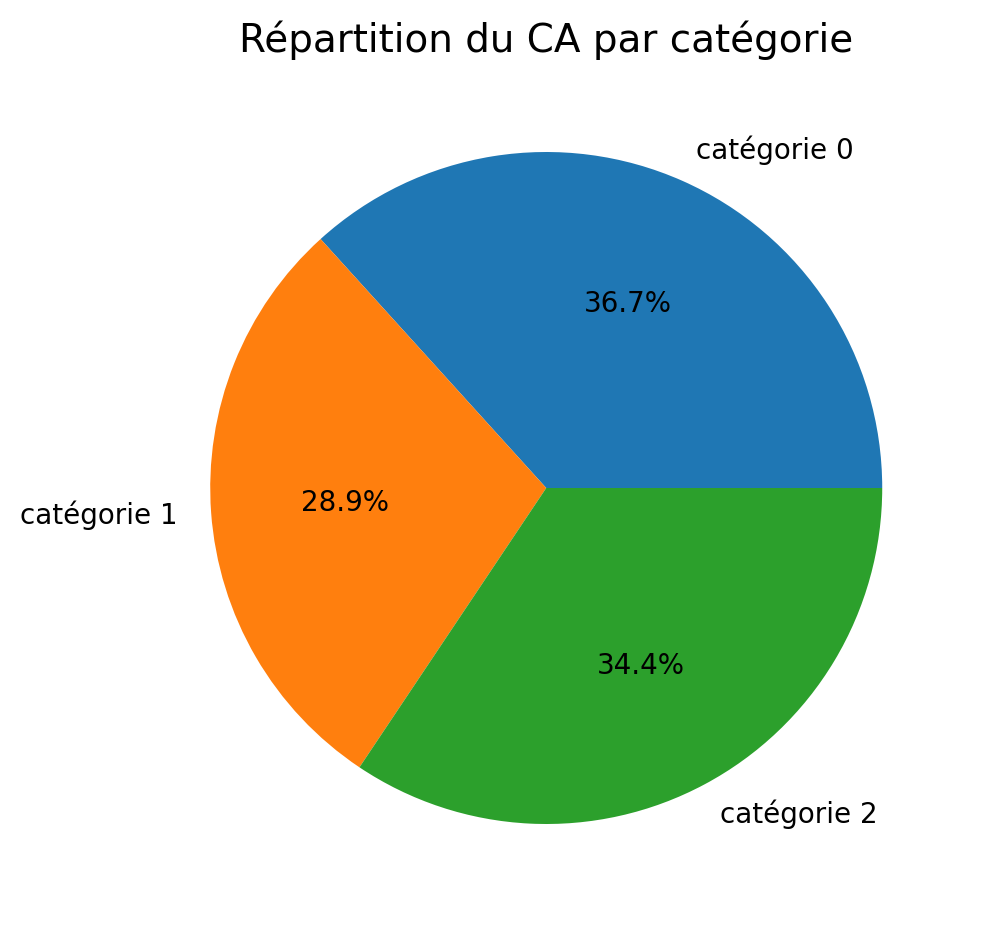 Répartition du CA par catégorie
catégorie 0
36.7%
28.9%
catégorie 1
34.4%
catégorie 2